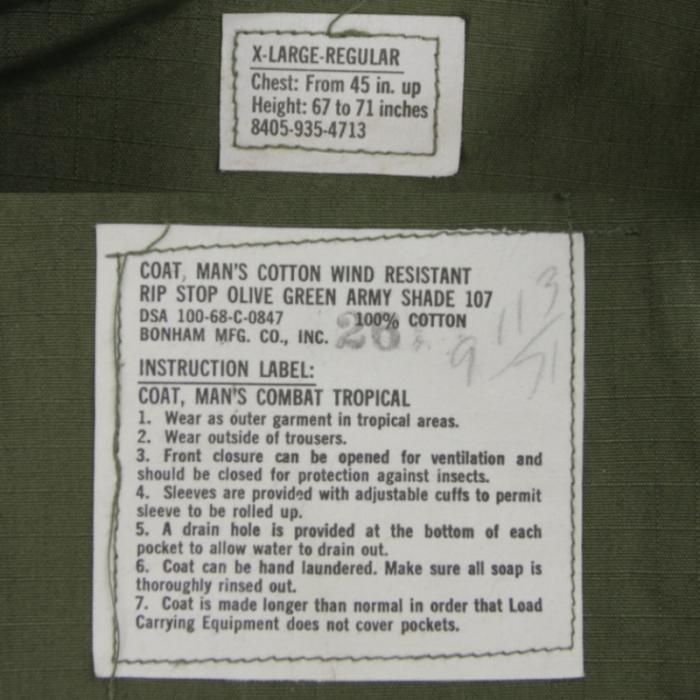 X-LARGE-REGULAR
Chest: From 45 in. up
Height: 67 to 71 inches
8405-935-4713
COAT, MAN'S COTTON WIND RESISTANT
RIP STOP OLIVE GREEN ARMY SHADE 107
DSA 100-68-C-0847 100% COTTON
BONHAM MFG. CO., INC.
INSTRUCTION LABEL:
COAT, MAN'S COMBAT TROPICAL
1. Wear as outer garment in tropical areas.
2. Wear outside of trousers.
3. Front closure can be opened for ventilation and
should be closed for protection against insects.
4. Sleeves are provided with adjustable cuffs to permit
sleeve to be rolled up.
5. A drain hole is provided at the bottom of each
pocket to allow water to drain out.
6. Coat can be hand laundered. Make sure all soap is
thoroughly rinsed out.
7. Coat is made longer than normal in order that Load
Carrying Equipment does not cover pockets.